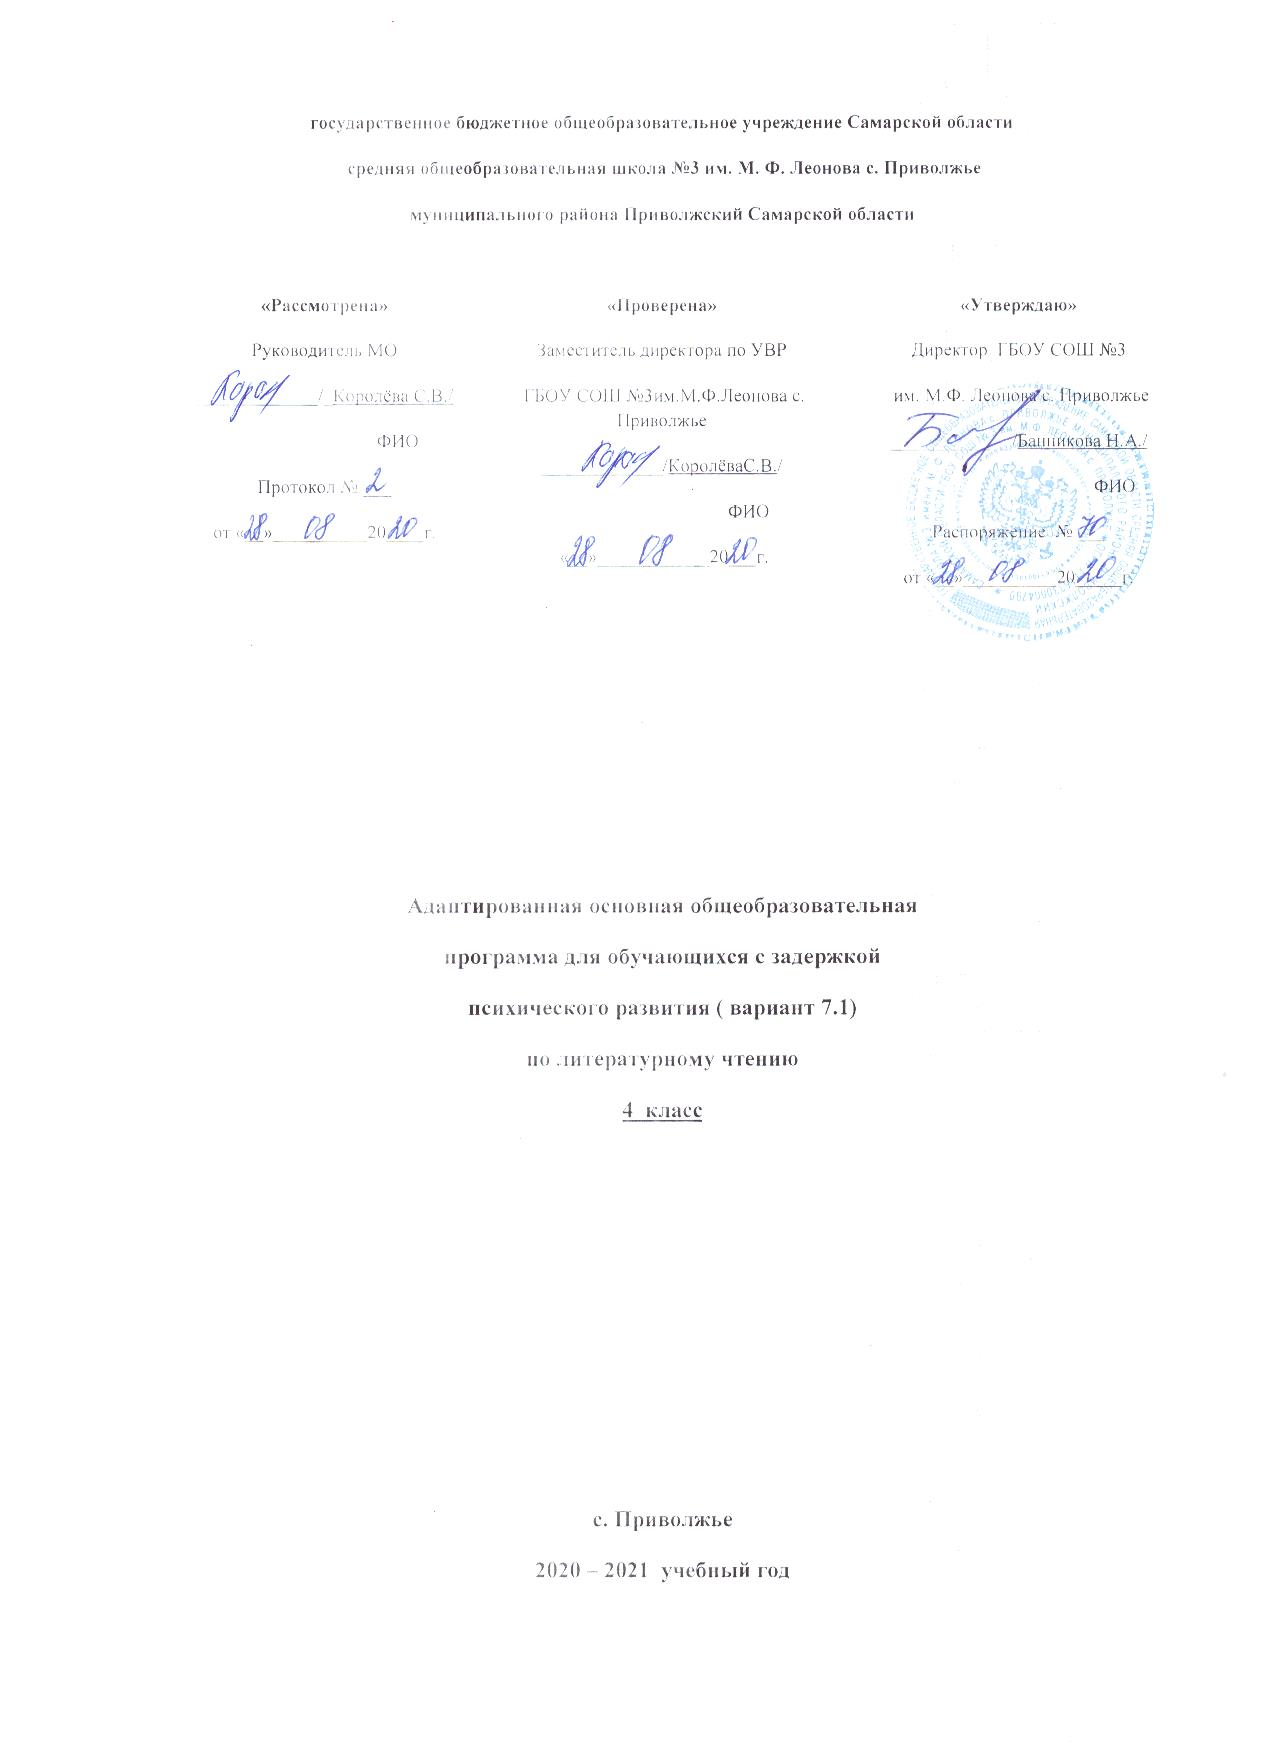 государственное бюджетное общеобразовательное учреждение Самарской области
средняя общеобразовательная школа №3 им. М. Ф. Леонова с. Приволжье
муниципального района Приволжский Самарской области
«Рассмотрена»
Руководитель МО
/ Королёва С.В./
ФИО
Протокол № 2
от «28» 08 2020 г.
«Проверена»
Заместитель директора по УВР
ГБОУ СОШ №3им.М.Ф.Леонова с.
Приволжье
/КоролёваС.В./
ФИО
«28» 08 2020 г.
«Утверждаю»
Директор ГБОУ СОШ №3
им. М.Ф. Леонова с. Приволжье
/Банникова Н.А./
ФИО
Распоряжение №
от «28» 08 2020 г.
Адаптированная основная общеобразовательная
программа для обучающихся с задержкой
психического развития ( вариант 7.1)
по литературному чтению
4 класс
с. Приволжье
2020 – 2021 учебный год